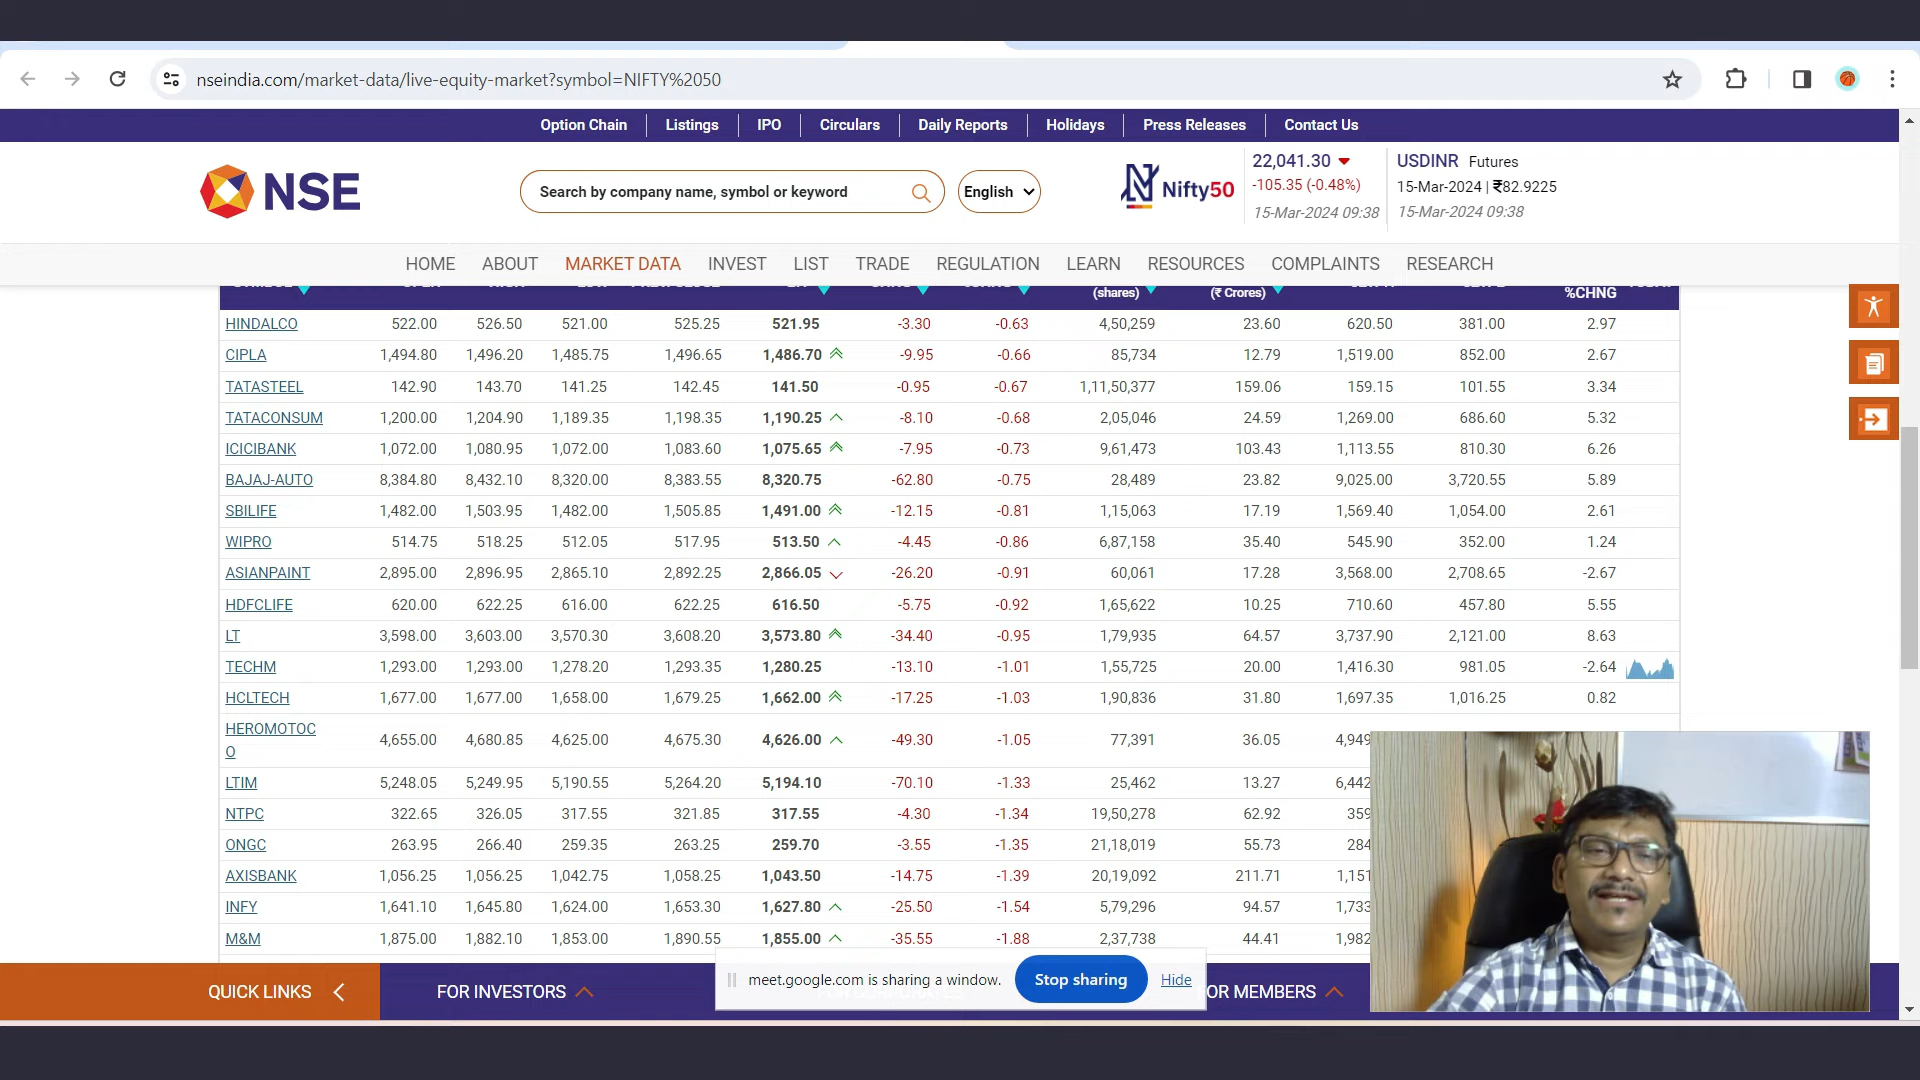 nseindia.com/market-data/live-equity-market?symbol=NIFTY%2050
Option Chain Listings IPO Circulars Daily Reports Holidays Press Releases Contact Us
NSE
Search by company name, symbol or keyword
English
Nifty50
22,041.30
-105.35 (-0.48%)
15-Mar-2024 09:38
USDINR Futures
15-Mar-2024 | ₹82.9225
15-Mar-2024 09:38
HOME ABOUT MARKET DATA INVEST LIST TRADE REGULATION LEARN RESOURCES COMPLAINTS RESEARCH
(shares) (₹ Crores) %CHNG
HINDALCO 522.00 526.50 521.00 525.25 521.95 -3.30 -0.63 4,50,259 23.60 620.50 381.00 2.97
CIPLA 1,494.80 1,496.20 1,485.75 1,496.65 1,486.70 -9.95 -0.66 85,734 12.79 1,519.00 852.00 2.67
TATASTEEL 142.90 143.70 141.25 142.45 141.50 -0.95 -0.67 1,11,50,377 159.06 159.15 101.55 3.34
TATACONSUM 1,200.00 1,204.90 1,189.35 1,198.35 1,190.25 -8.10 -0.68 2,05,046 24.59 1,269.00 686.60 5.32
ICICIBANK 1,072.00 1,080.95 1,072.00 1,083.60 1,075.65 -7.95 -0.73 9,61,473 103.43 1,113.55 810.30 6.26
BAJAJ-AUTO 8,384.80 8,432.10 8,320.00 8,383.55 8,320.75 -62.80 -0.75 28,489 23.82 9,025.00 3,720.55 5.89
SBILIFE 1,482.00 1,503.95 1,482.00 1,505.85 1,491.00 -12.15 -0.81 1,15,063 17.19 1,569.40 1,054.00 2.61
WIPRO 514.75 518.25 512.05 517.95 513.50 -4.45 -0.86 6,87,158 35.40 545.90 352.00 1.24
ASIANPAINT 2,895.00 2,896.95 2,865.10 2,892.25 2,866.05 -26.20 -0.91 60,061 17.28 3,568.00 2,708.65 -2.67
HDFCLIFE 620.00 622.25 616.00 622.25 616.50 -5.75 -0.92 1,65,622 10.25 710.60 457.80 5.55
LT 3,598.00 3,603.00 3,570.30 3,608.20 3,573.80 -34.40 -0.95 1,79,935 64.57 3,737.90 2,121.00 8.63
TECHM 1,293.00 1,293.00 1,278.20 1,293.35 1,280.25 -13.10 -1.01 1,55,725 20.00 1,416.30 981.05 -2.64
HCLTECH 1,677.00 1,677.00 1,658.00 1,679.25 1,662.00 -17.25 -1.03 1,90,836 31.80 1,697.35 1,016.25 0.82
HEROMOTOC
O 4,655.00 4,680.85 4,625.00 4,675.30 4,626.00 -49.30 -1.05 77,391 36.05 4,949
LTIM 5,248.05 5,249.95 5,190.55 5,264.20 5,194.10 -70.10 -1.33 25,462 13.27 6,442
NTPC 322.65 326.05 317.55 321.85 317.55 -4.30 -1.34 19,50,278 62.92 359
ONGC 263.95 266.40 259.35 263.25 259.70 -3.55 -1.35 21,18,019 55.73 284
AXISBANK 1,056.25 1,056.25 1,042.75 1,058.25 1,043.50 -14.75 -1.39 20,19,092 211.71 1,151
INFY 1,641.10 1,645.80 1,624.00 1,653.30 1,627.80 -25.50 -1.54 5,79,296 94.57 1,733
M&M 1,875.00 1,882.10 1,853.00 1,890.55 1,855.00 -35.55 -1.88 2,37,738 44.41 1,982
meet.google.com is sharing a window. Stop sharing Hide
QUICK LINKS FOR INVESTORS OR MEMBERS